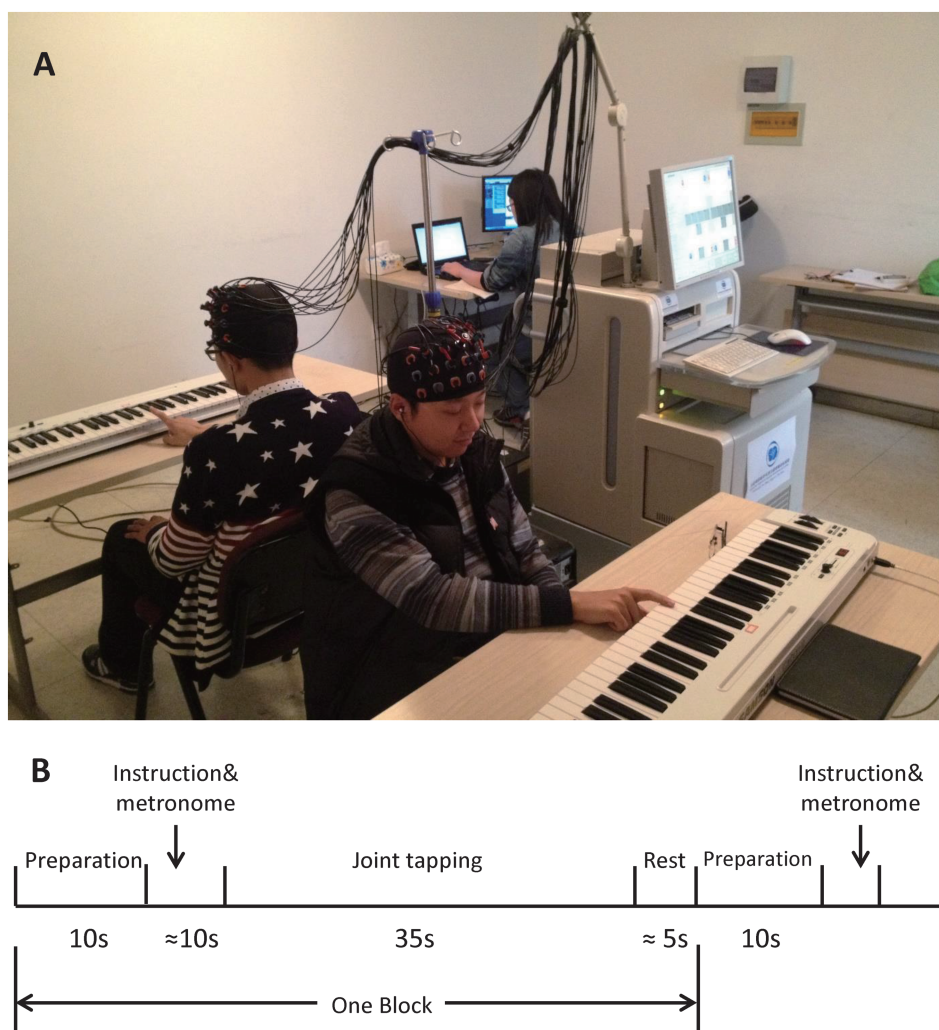 A
B
Instruction&
metronome
Instruction&
metronome
Preparation
Joint tapping
Rest
Preparation
10s
≈10s
35s
≈ 5s
10s
One Block